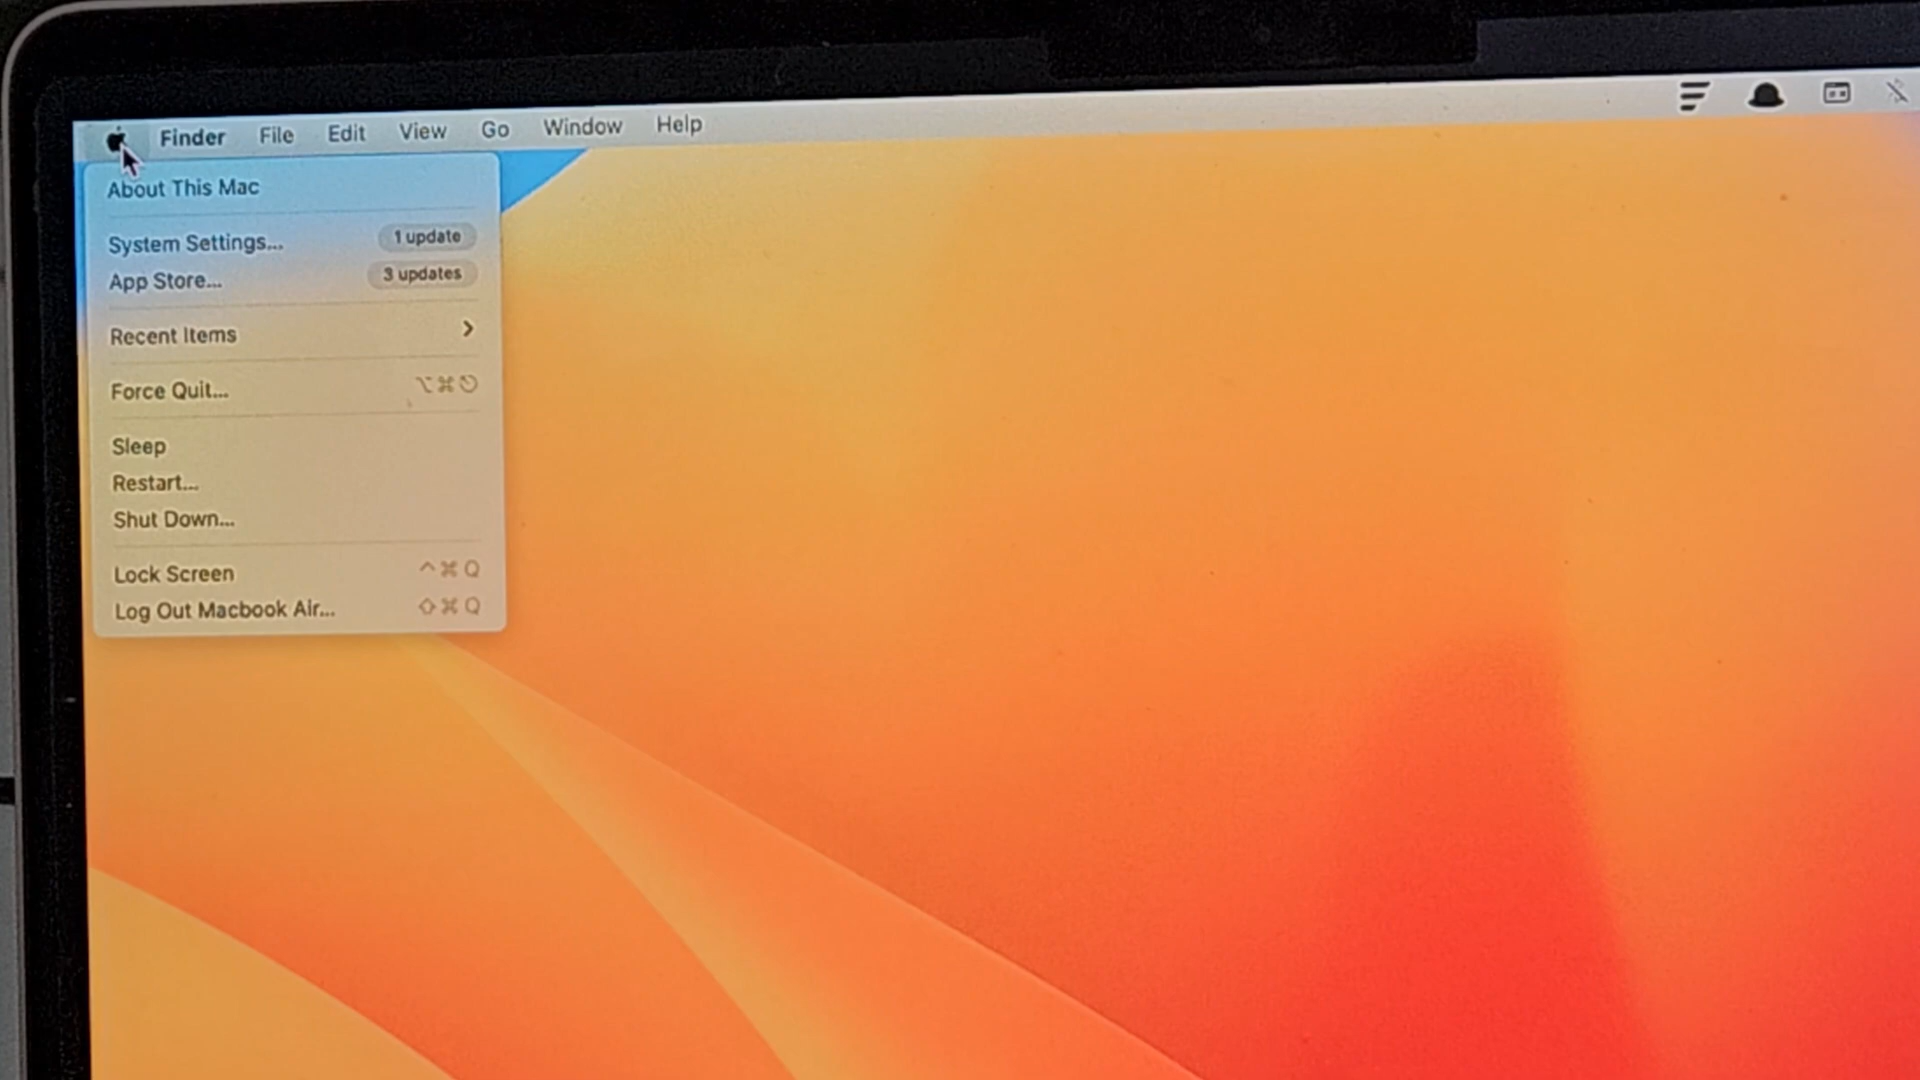 Finder File Edit View Go Window Help
About This Mac
System Settings... 1 update
App Store... 3 updates
Recent Items
Force Quit... ⌥⌘⎋
Sleep
Restart...
Shut Down...
Lock Screen ^⌘Q
Log Out Macbook Air... ⇧⌘Q